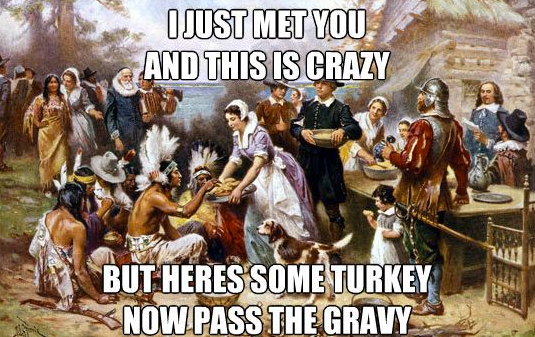 I JUST MET YOU
AND THIS IS CRAZY
BUT HERES SOME TURKEY
NOW PASS THE GRAVY